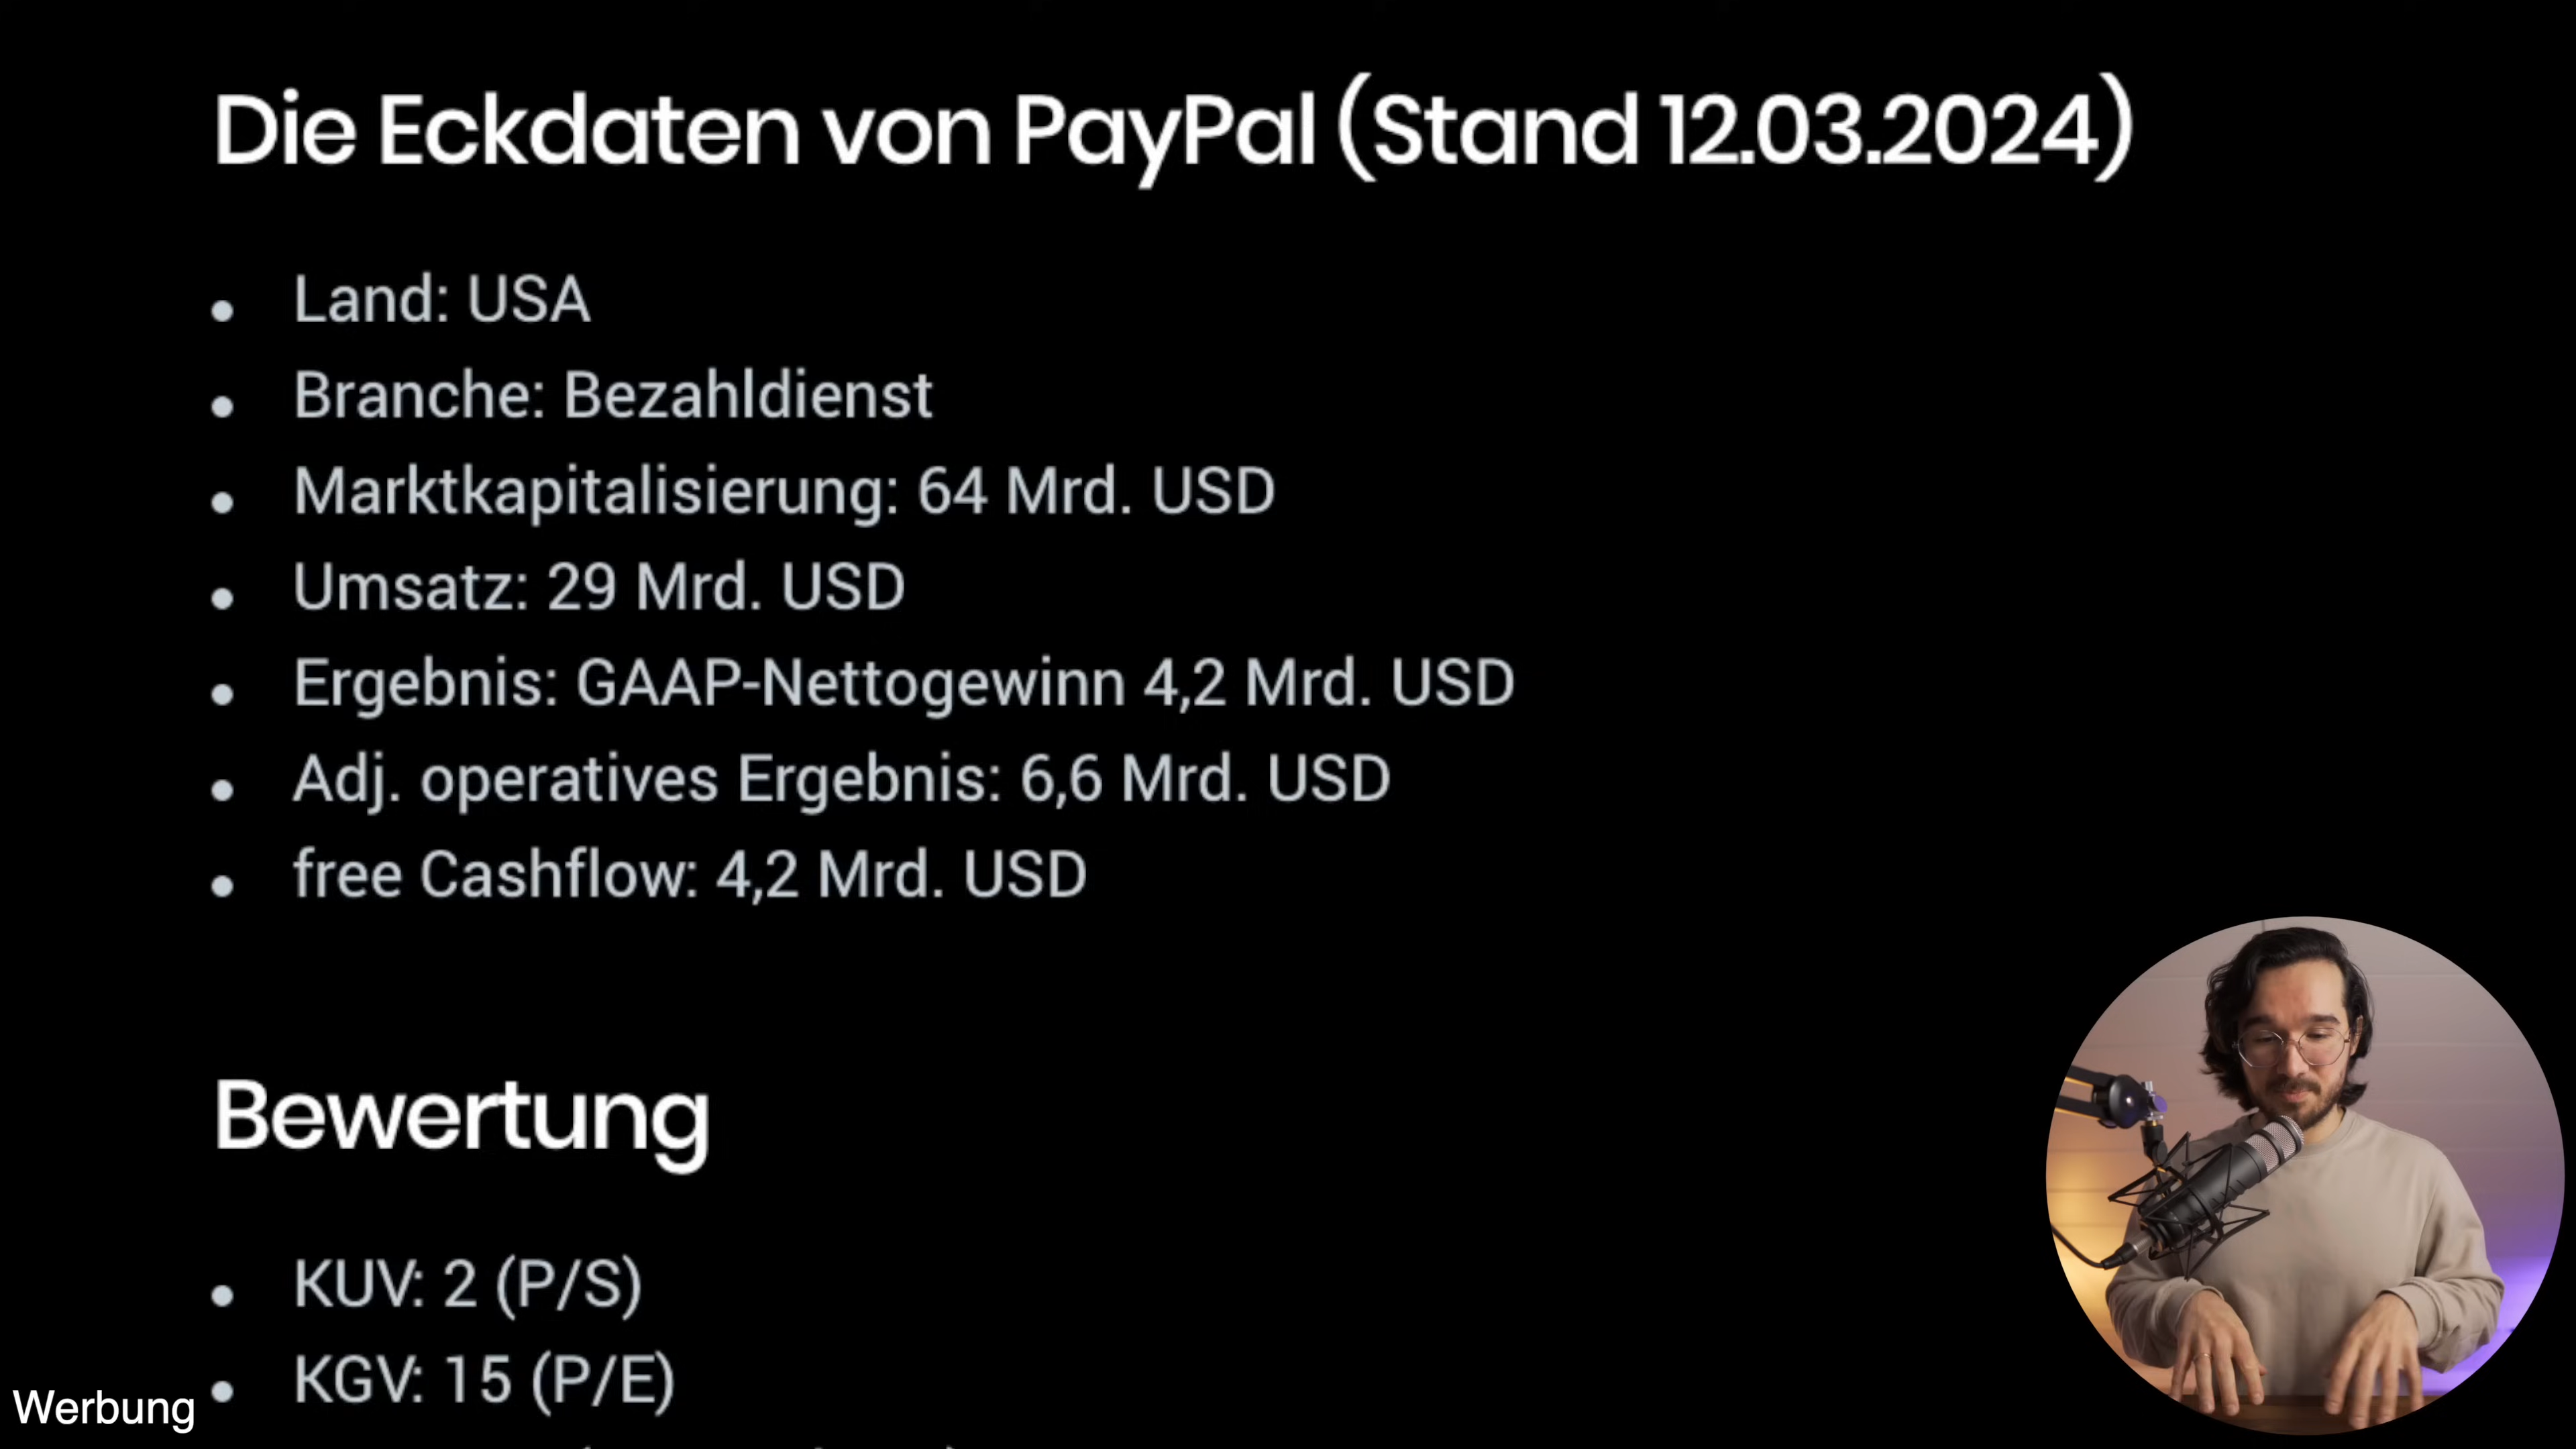 Die Eckdaten von PayPal (Stand 12.03.2024)
Land: USA
Branche: Bezahldienst
Marktkapitalisierung: 64 Mrd. USD
Umsatz: 29 Mrd. USD
Ergebnis: GAAP-Nettogewinn 4,2 Mrd. USD
Adj. operatives Ergebnis: 6,6 Mrd. USD
free Cashflow: 4,2 Mrd. USD
Bewertung
KUV: 2 (P/S)
KGV: 15 (P/E)
Werbung